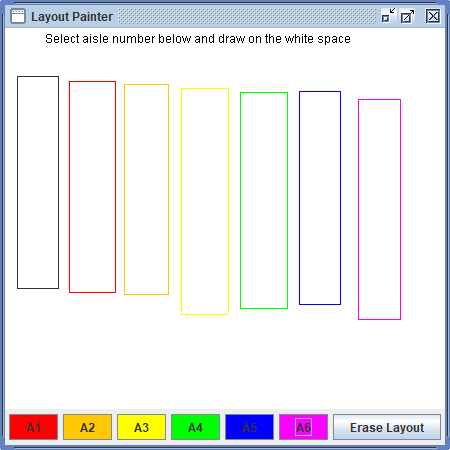 Layout Painter
Select aisle number below and draw on the white space
A1 A2 A3 A4 A5 A6 Erase Layout